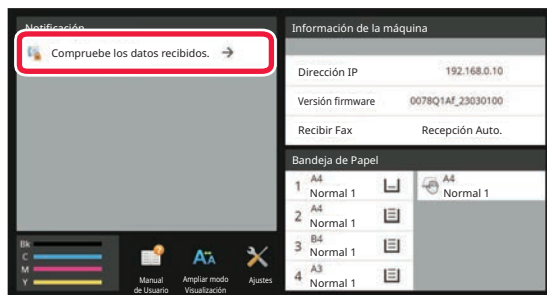 Notificación
Compruebe los datos recibidos.
Bk
C
M
Y
Manual
de Usuario
Ampliar modo
Visualización
Ajustes
Información de la máquina
Dirección IP 192.168.0.10
Versión firmware 0078Q1Af_23030100
Recibir Fax Recepción Auto.
Bandeja de Papel
1 A4
Normal 1
A4
Normal 1
2 A4
Normal 1
3 B4
Normal 1
4 A3
Normal 1